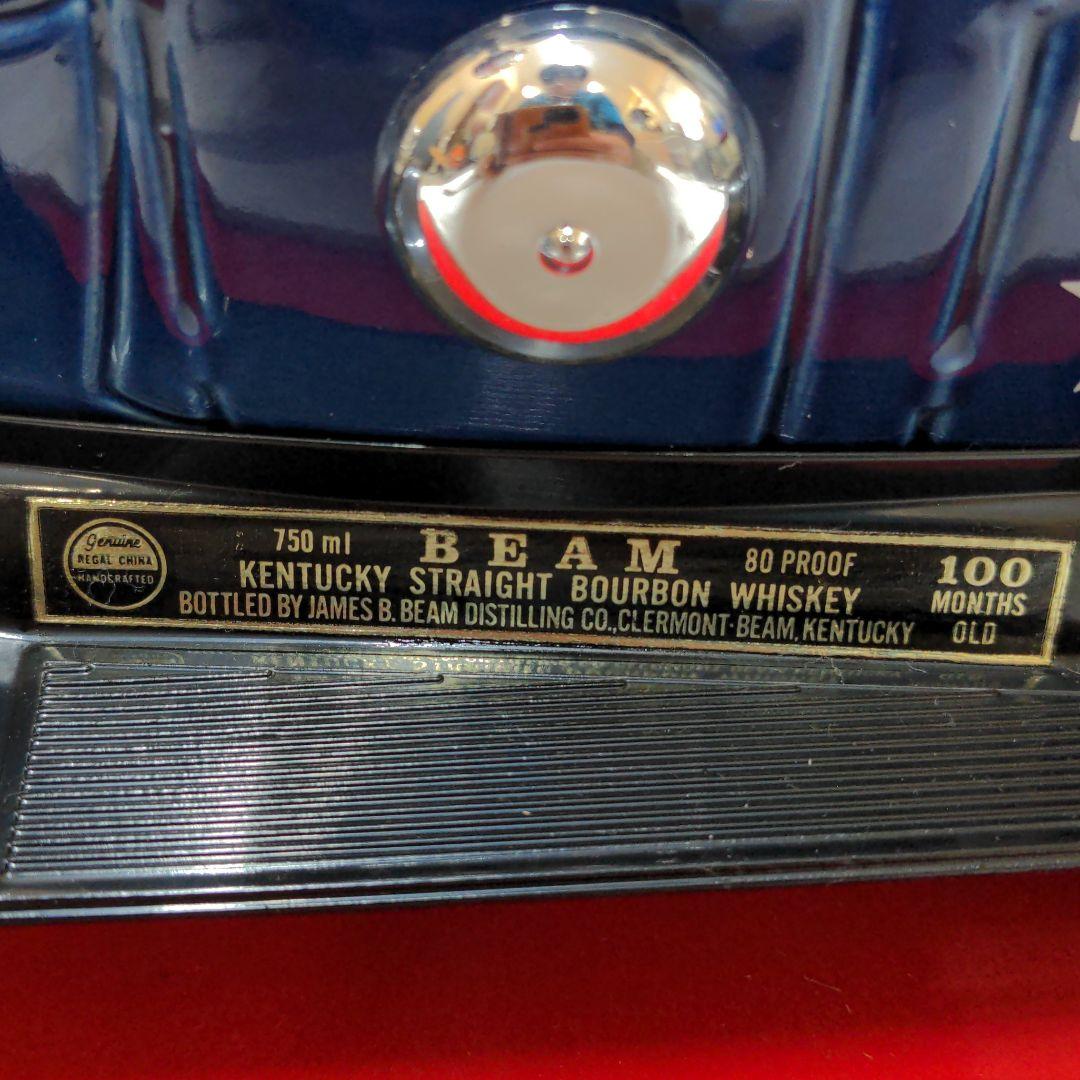 Genuine
REGAL CHINA
HANDCRAFTED
750 ml
BEAM
80 PROOF
KENTUCKY STRAIGHT BOURBON WHISKEY
BOTTLED BY JAMES B. BEAM DISTILLING CO., CLERMONT·BEAM, KENTUCKY
100
MONTHS
OLD